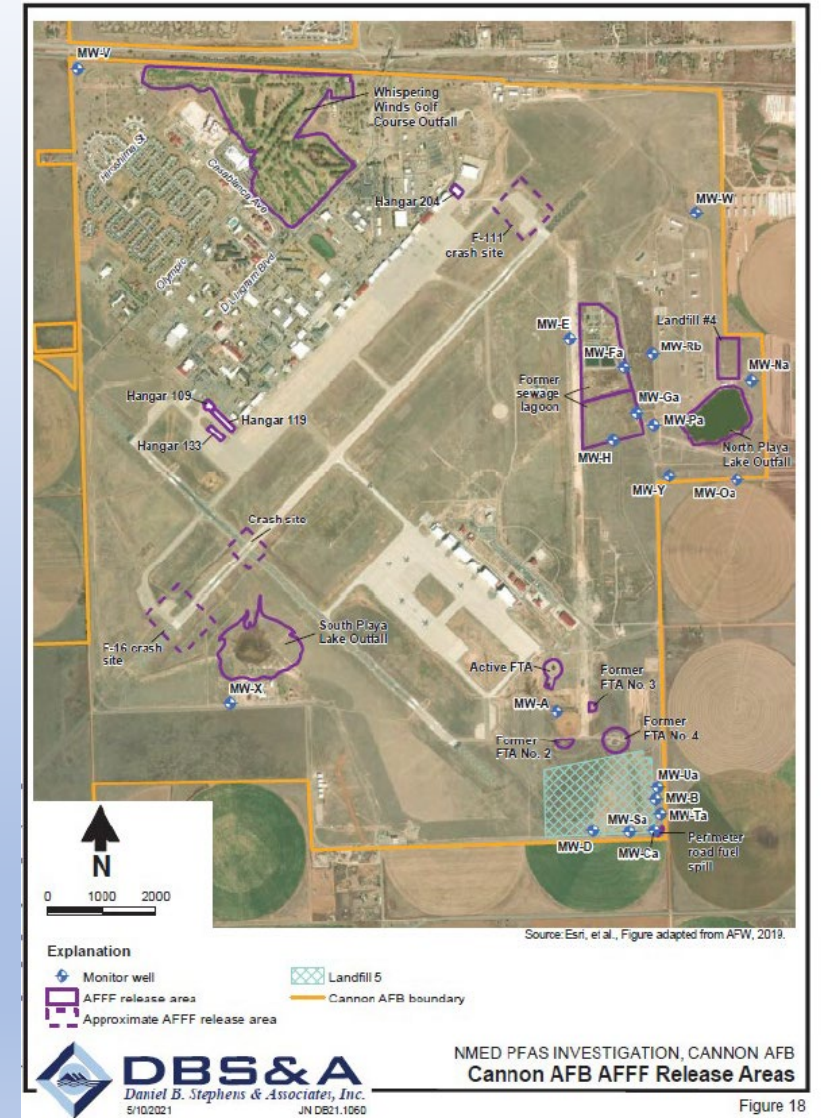 MW-V
Whispering
Winds Golf
Course Outfall
Hiroshima St
Casablanca Ave
Hangar 204
MW-W
F-111
crash site
Olympic
D L Ingram Blvd
MW-E
Landfill #4
MW-Fa
MW-Rb
MW-Na
Former
sewage
lagoon
MW-Ga
MW-Pa
Hangar 109
Hangar 119
Hangar 133
MW-H
North Playa
Lake Outfall
MW-Y
MW-Oa
Crash site
South Playa
Lake Outfall
F-16 crash
site
MW-X
Active FTA
Former
FTA No. 3
MW-A
Former
FTA No. 4
Former
FTA No. 2
MW-Ua
MW-B
MW-Ta
MW-Sa
MW-D
MW-Ca
Perimeter
road fuel
spill
N
0 1000 2000
Source: Esri, et al., Figure adapted from AFW, 2019.
Explanation
Monitor well
AFFF release area
Approximate AFFF release area
Landfill 5
Cannon AFB boundary
DBS&A
Daniel B. Stephens & Associates, Inc.
5/10/2021 JN DB21.1060
NMED PFAS INVESTIGATION, CANNON AFB
Cannon AFB AFFF Release Areas
Figure 18